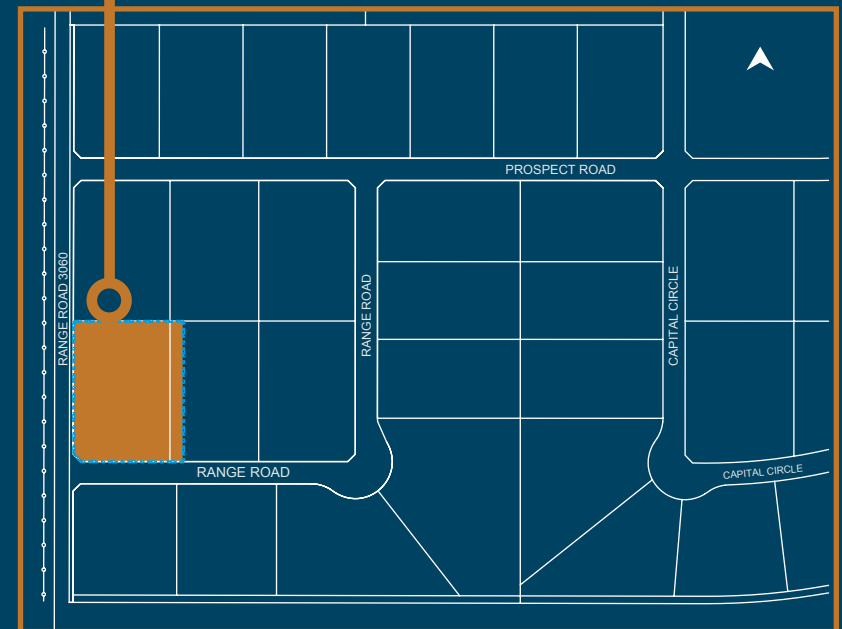 PROSPECT ROAD
RANGE ROAD 3060
RANGE ROAD
CAPITAL CIRCLE
RANGE ROAD
CAPITAL CIRCLE